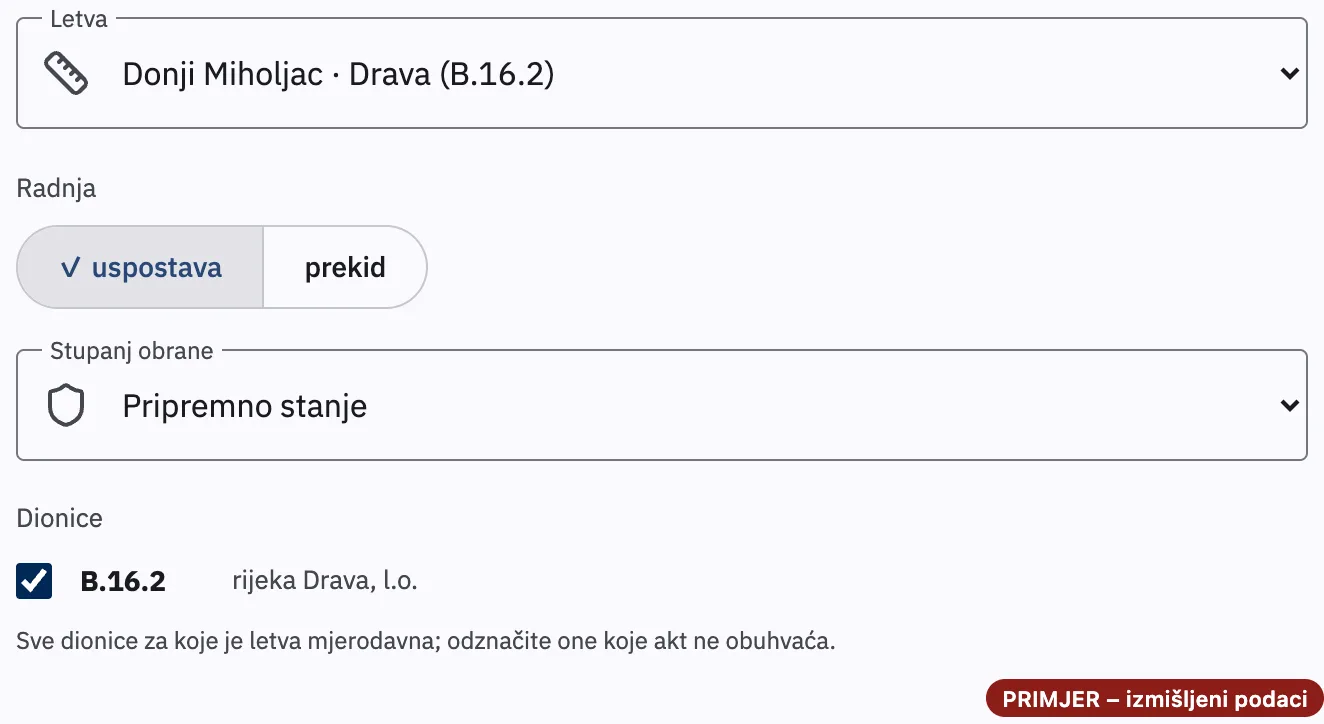 Letva
Donji Miholjac · Drava (B.16.2)
Radnja
✓ uspostava
prekid
Stupanj obrane
Pripremno stanje
Dionice
B.16.2 rijeka Drava, l.o.
Sve dionice za koje je letva mjerodavna; odznačite one koje akt ne obuhvaća.
PRIMJER – izmišljeni podaci